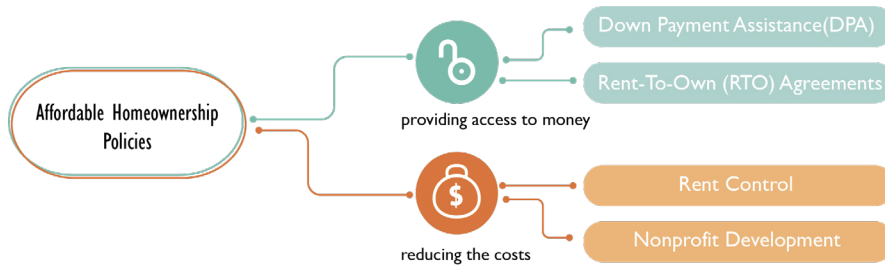 Affordable Homeownership
Policies
providing access to money
Down Payment Assistance(DPA)
Rent-To-Own (RTO) Agreements
$
reducing the costs
Rent Control
Nonprofit Development